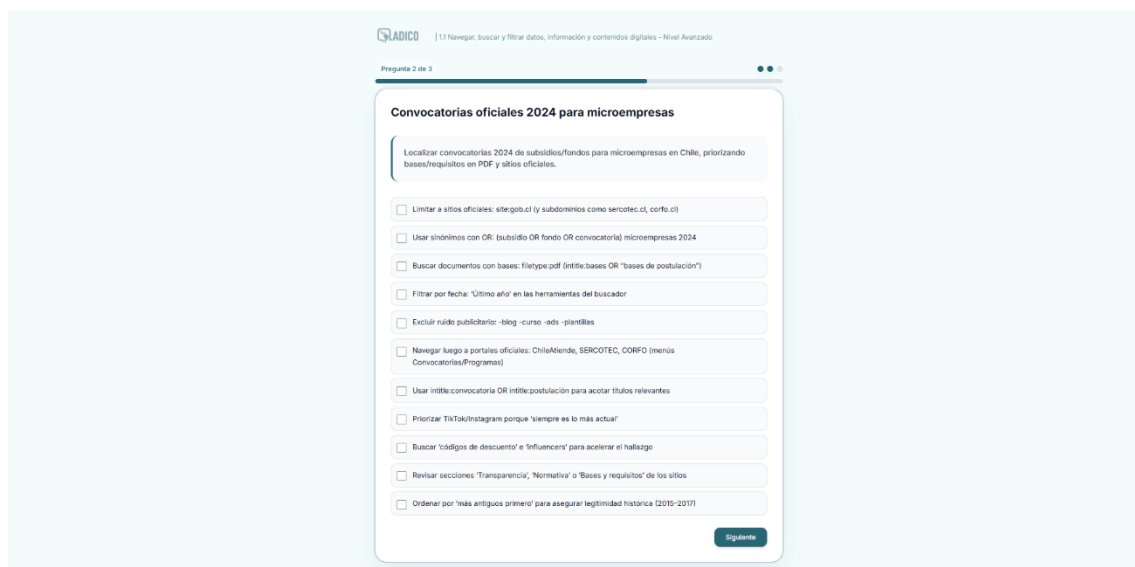 LADICO | 1.1 Navegar, buscar y filtrar datos, información y contenidos digitales - Nivel Avanzado
Pregunta 2 de 3
Convocatorias oficiales 2024 para microempresas
Localizar convocatorias 2024 de subsidios/fondos para microempresas en Chile, priorizando
bases/requisitos en PDF y sitios oficiales.
Limitar a sitios oficiales: site:gob.cl (y subdominios como sercotec.cl, corfo.cl)
Usar sinónimos con OR: (subsidio OR fondo OR convocatoria) microempresas 2024
Buscar documentos con bases: filetype:pdf (intitle:bases OR "bases de postulación")
Filtrar por fecha: 'Último año' en las herramientas del buscador
Excluir ruido publicitario: -blog -curso -ads -plantillas
Navegar luego a portales oficiales: ChileAtiende, SERCOTEC, CORFO (menús
Convocatorias/Programas)
Usar intitle:convocatoria OR intitle:postulación para acotar títulos relevantes
Priorizar TikTok/Instagram porque 'siempre es lo más actual'
Buscar 'códigos de descuento' e 'influencers' para acelerar el hallazgo
Revisar secciones 'Transparencia', 'Normativa' o 'Bases y requisitos' de los sitios
Ordenar por 'más antiguos primero' para asegurar legitimidad histórica (2015–2017)
Siguiente